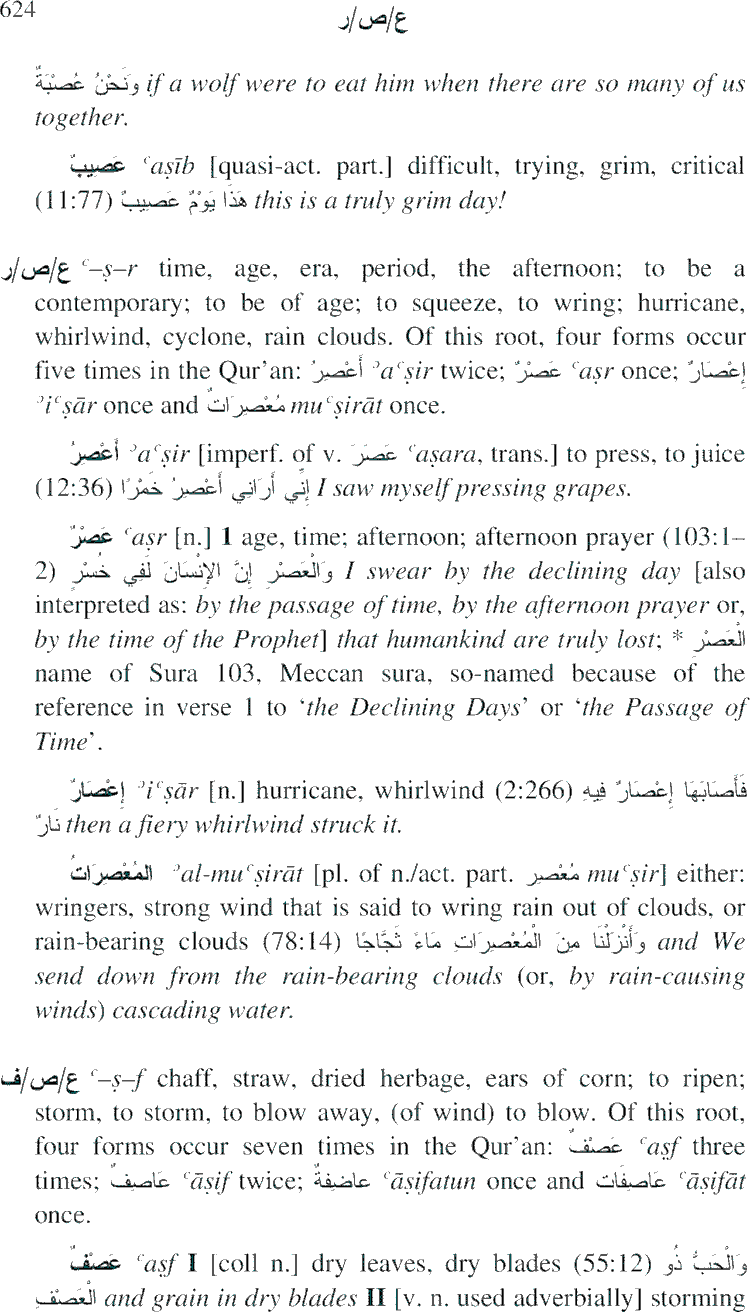 624
ع/ص/ر
وَنَحْنُ عُصْبَةٌ if a wolf were to eat him when there are so many of us
together.
عَصِيبٌ ʿaṣīb [quasi-act. part.] difficult, trying, grim, critical
(11:77) هَذَا يَوْمٌ عَصِيبٌ this is a truly grim day!
ع/ص/ر ʿ–ṣ–r time, age, era, period, the afternoon; to be a
contemporary; to be of age; to squeeze, to wring; hurricane,
whirlwind, cyclone, rain clouds. Of this root, four forms occur
five times in the Qur'an: أَعْصِرُ ʾaʿṣir twice; عَصْرٌ ʿaṣr once; إِعْصَارٌ
ʾiʿṣār once and مُعْصِرَاتٌ muʿṣirāt once.
أَعْصِرُ ʾaʿṣir [imperf. of v. عَصَرَ ʿaṣara, trans.] to press, to juice
(12:36) إِنِّي أَرَانِي أَعْصِرُ خَمْرًا I saw myself pressing grapes.
عَصْرٌ ʿaṣr [n.] 1 age, time; afternoon; afternoon prayer (103:1–
2) وَالْعَصْرِ إِنَّ الإِنْسَانَ لَفِي خُسْرٍ I swear by the declining day [also
interpreted as: by the passage of time, by the afternoon prayer or,
by the time of the Prophet] that humankind are truly lost; * الْعَصْرِ
name of Sura 103, Meccan sura, so-named because of the
reference in verse 1 to ‘the Declining Days’ or ‘the Passage of
Time’.
إِعْصَارٌ ʾiʿṣār [n.] hurricane, whirlwind (2:266) فَأَصَابَهَا إِعْصَارٌ فِيهِ
نَارٌ then a fiery whirlwind struck it.
المُعْصِرَاتُ ʾal-muʿṣirāt [pl. of n./act. part. مُعْصِر muʿṣir] either:
wringers, strong wind that is said to wring rain out of clouds, or
rain-bearing clouds (78:14) وَأَنْزَلْنَا مِنَ الْمُعْصِرَاتِ مَاءً ثَجَّاجًا and We
send down from the rain-bearing clouds (or, by rain-causing
winds) cascading water.
ع/ص/ف ʿ–ṣ–f chaff, straw, dried herbage, ears of corn; to ripen;
storm, to storm, to blow away, (of wind) to blow. Of this root,
four forms occur seven times in the Qur'an: عَصْفٌ ʿaṣf three
times; عَاصِفٌ ʿāṣif twice; عاضِفةٌ ʿāṣifatun once and عَاصِفَات ʿāṣifāt
once.
عَصْفٌ ʿaṣf I [coll n.] dry leaves, dry blades (55:12) وَالْحَبُّ ذُو
الْعَصْفِ and grain in dry blades II [v. n. used adverbially] storming